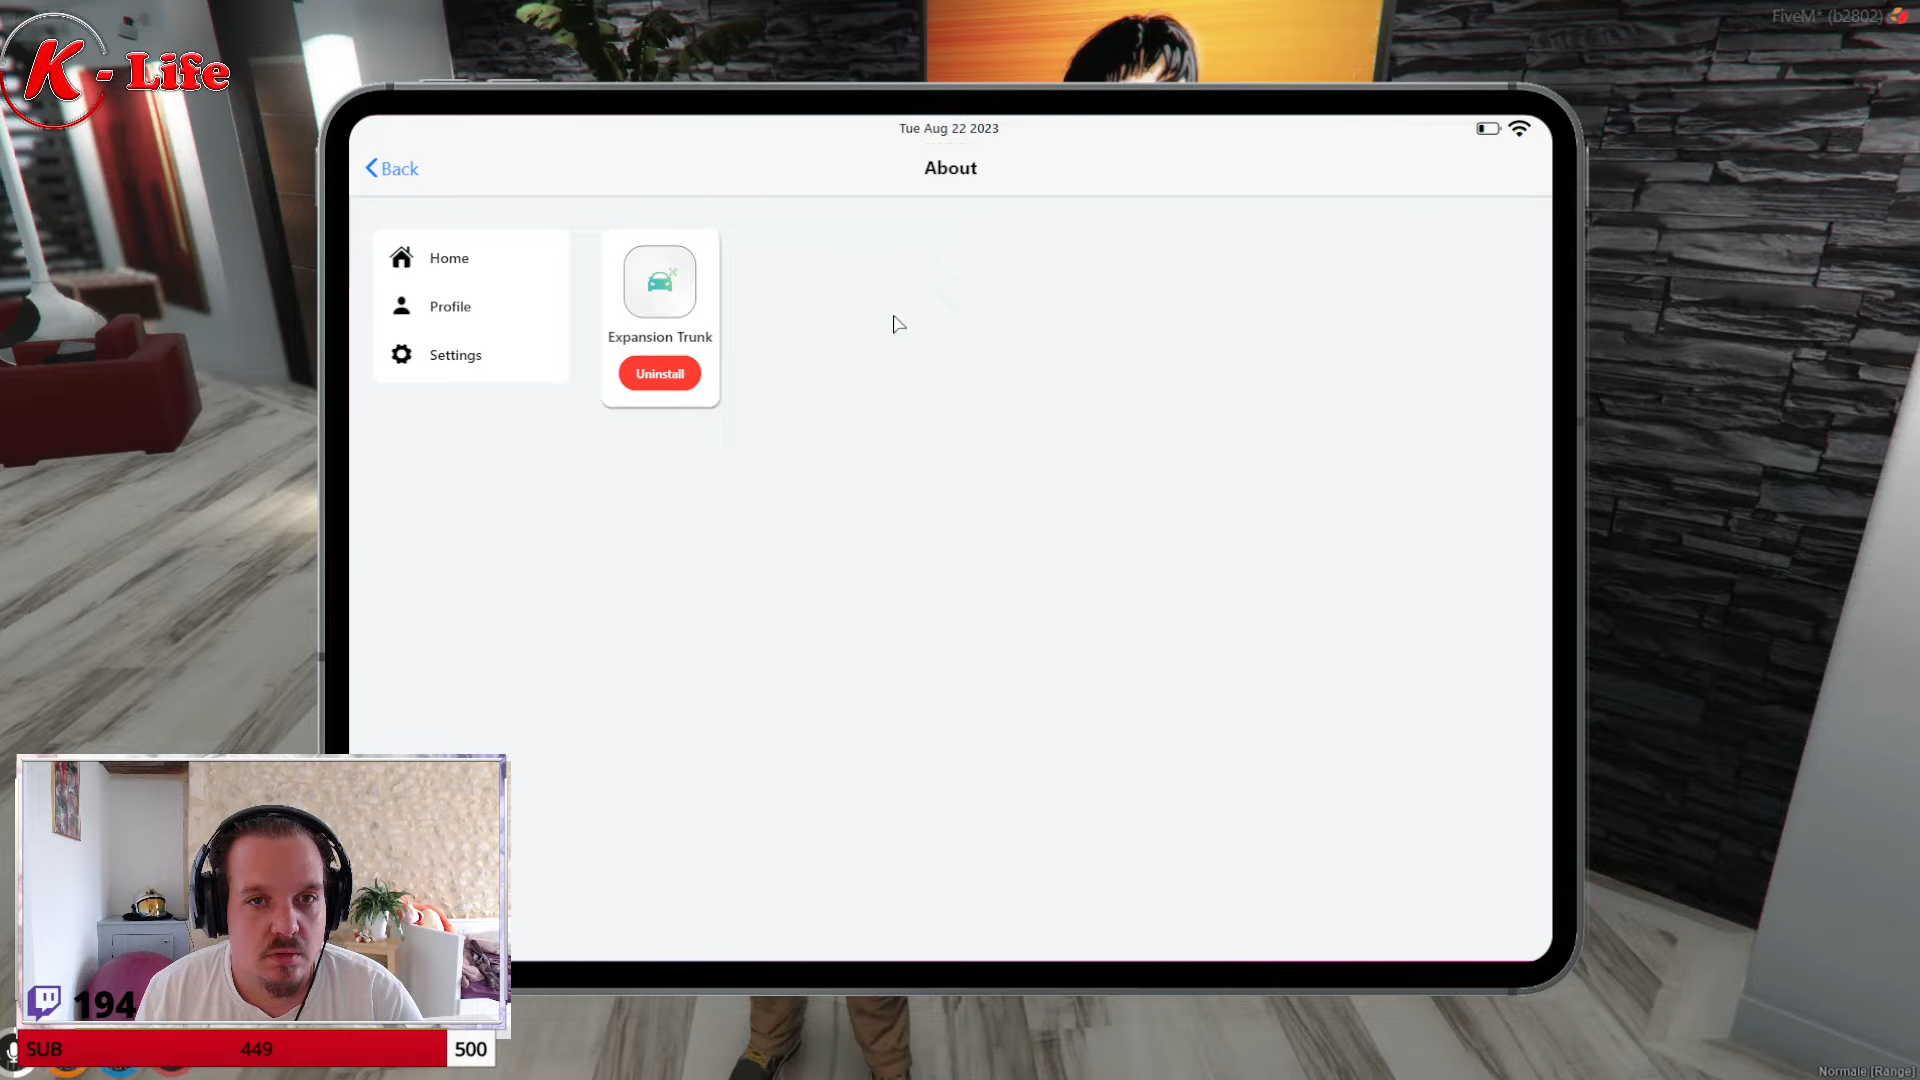 K - Life
FiveM* (b2802)
Tue Aug 22 2023
Back
About
Home
Profile
Settings
Expansion Trunk
Uninstall
194
SUB 449 500
Normale [Range]